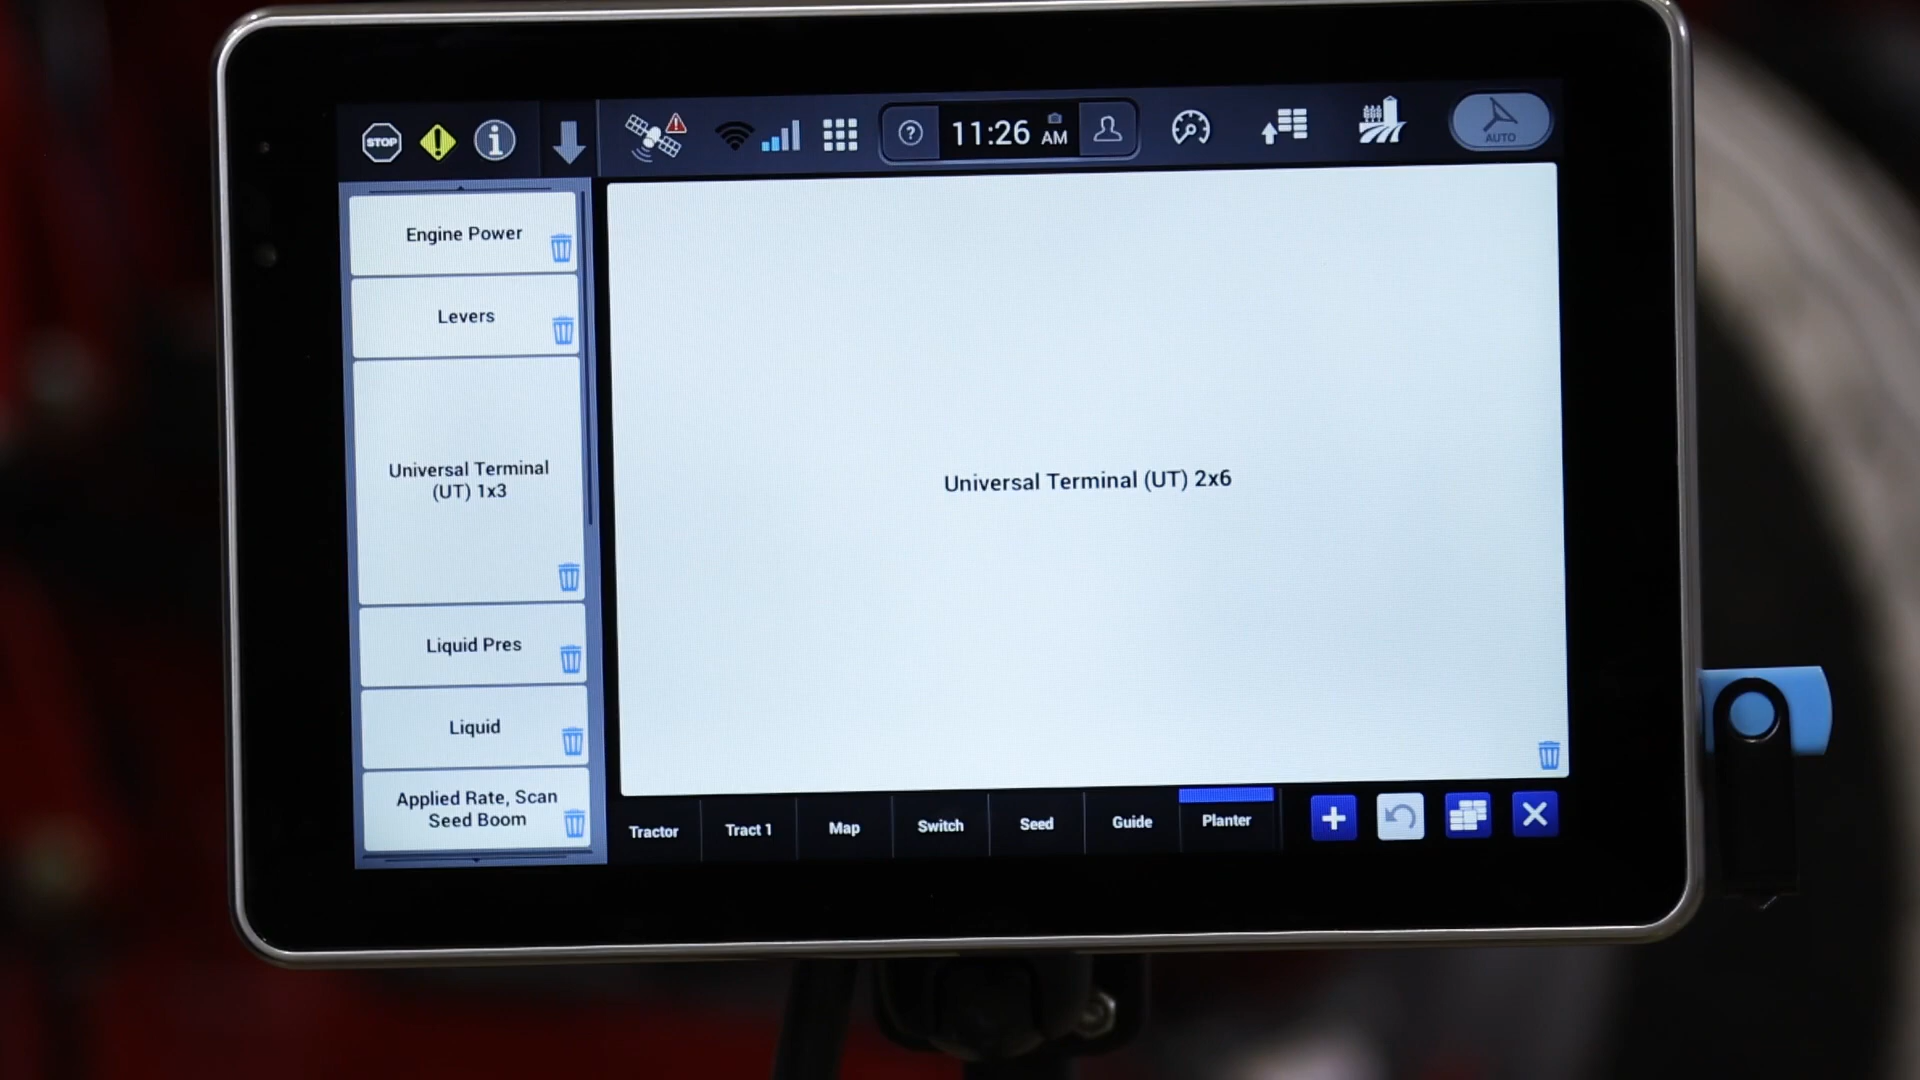 STOP
11:26 AM
AUTO
Engine Power
Levers
Universal Terminal
(UT) 1x3
Liquid Pres
Liquid
Applied Rate, Scan
Seed Boom
Universal Terminal (UT) 2x6
Tractor
Tract 1
Map
Switch
Seed
Guide
Planter